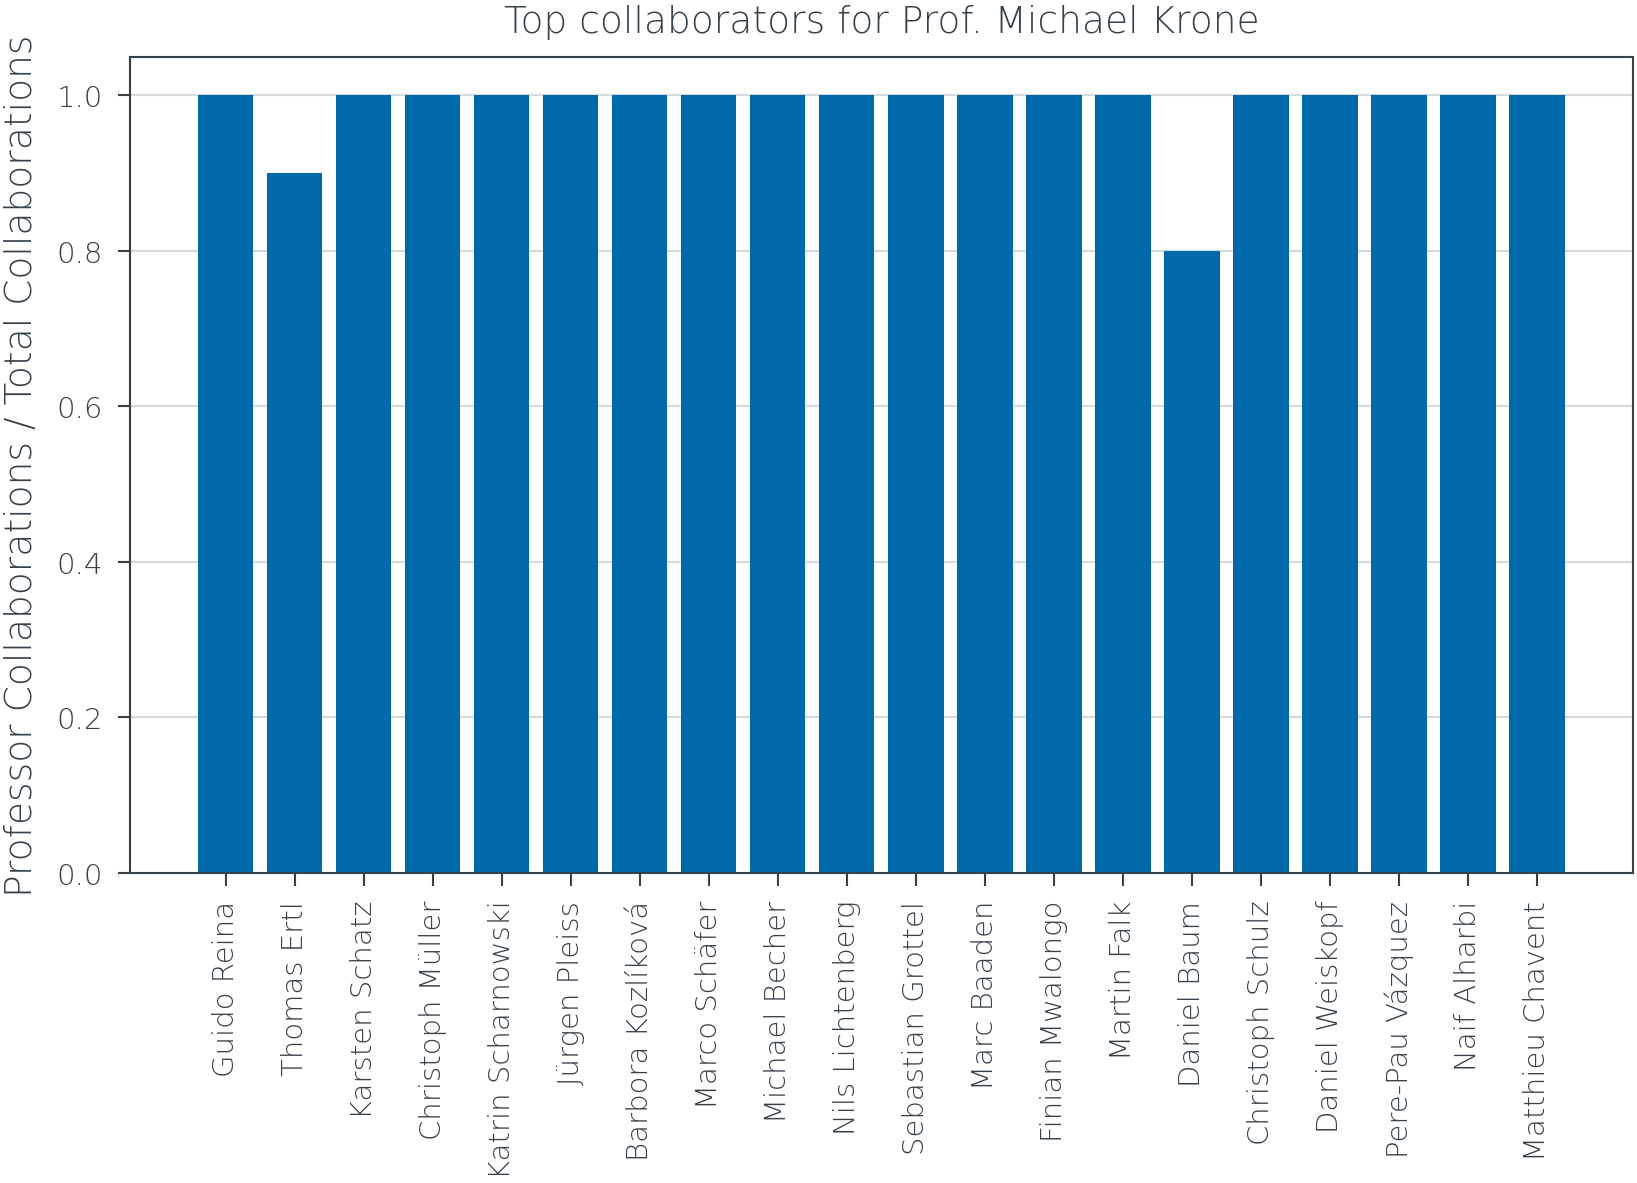 Top collaborators for Prof. Michael Krone
Professor Collaborations / Total Collaborations
1.0
0.8
0.6
0.4
0.2
0.0
Guido Reina
Thomas Ertl
Karsten Schatz
Christoph Müller
Katrin Scharnowski
Jürgen Pleiss
Barbora Kozlíková
Marco Schäfer
Michael Becher
Nils Lichtenberg
Sebastian Grottel
Marc Baaden
Finian Mwalongo
Martin Falk
Daniel Baum
Christoph Schulz
Daniel Weiskopf
Pere-Pau Vázquez
Naif Alharbi
Matthieu Chavent